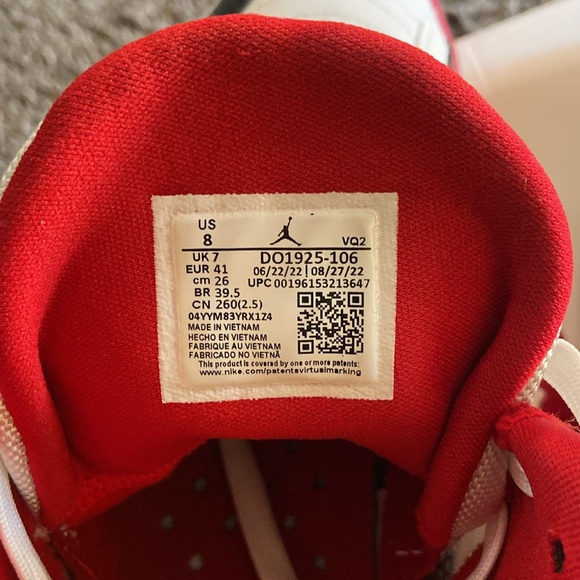 US
8
VQ2
UK 7
EUR 41
cm 26
BR 39.5
CN 260(2.5)
DO1925-106
06/22/22 | 08/27/22
UPC 00196153213647
04YYM83YRX1Z4
MADE IN VIETNAM
HECHO EN VIETNAM
FABRIQUE AU VIETNAM
FABRICADO NO VIETNÃ
This product is covered by one or more patents:
www.nike.com/patentsvirtualmarking